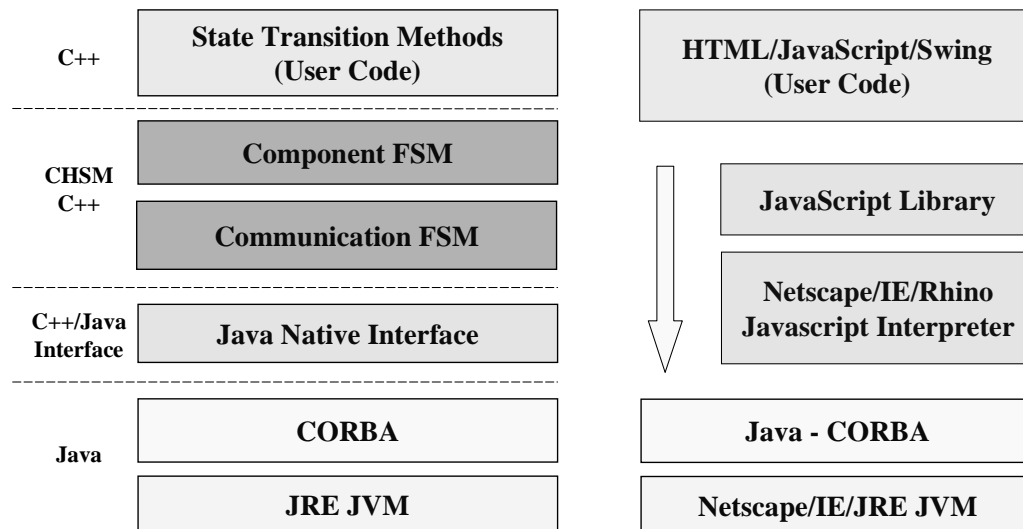 C++
State Transition Methods
(User Code)
CHSM
C++
Component FSM
Communication FSM
C++/Java
Interface
Java Native Interface
Java
CORBA
JRE JVM
HTML/JavaScript/Swing
(User Code)
JavaScript Library
Netscape/IE/Rhino
Javascript Interpreter
Java - CORBA
Netscape/IE/JRE JVM